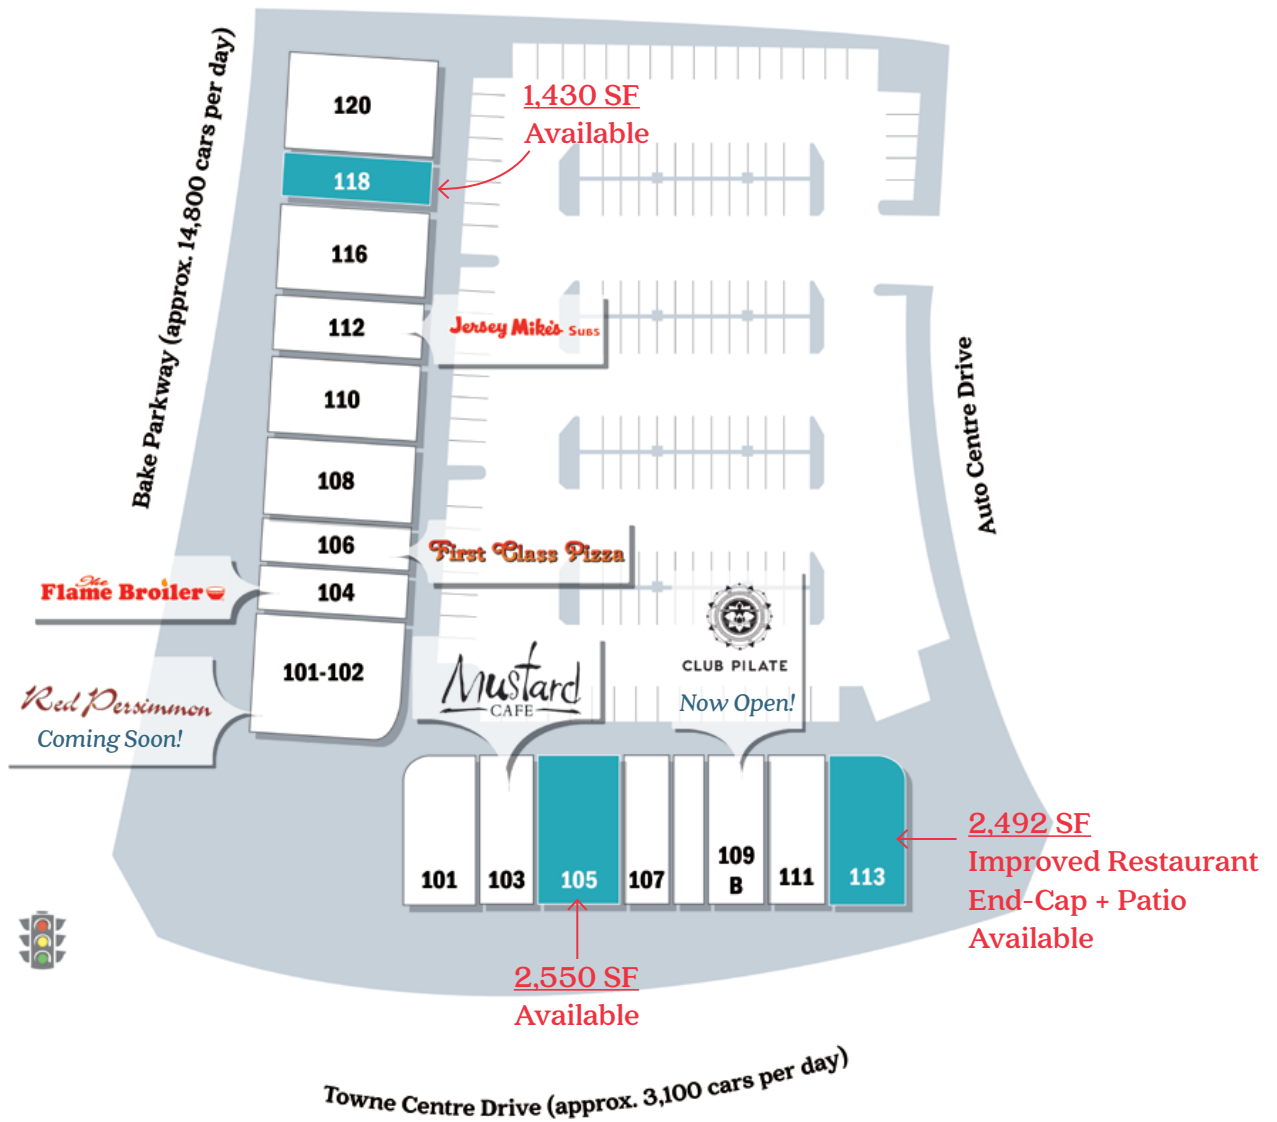 120
1,430 SF
Available
118
116
Bake Parkway (approx. 14,800 cars per day)
112
Jersey Mike's SUBS
110
Auto Centre Drive
108
106
First Class Pizza
The
Flame Broiler
104
101-102
Red Persimmon
Coming Soon!
Mustard
CAFE
CLUB PILATE
Now Open!
101
103
105
107
109
B
111
113
2,492 SF
Improved Restaurant
End-Cap + Patio
Available
2,550 SF
Available
Towne Centre Drive (approx. 3,100 cars per day)